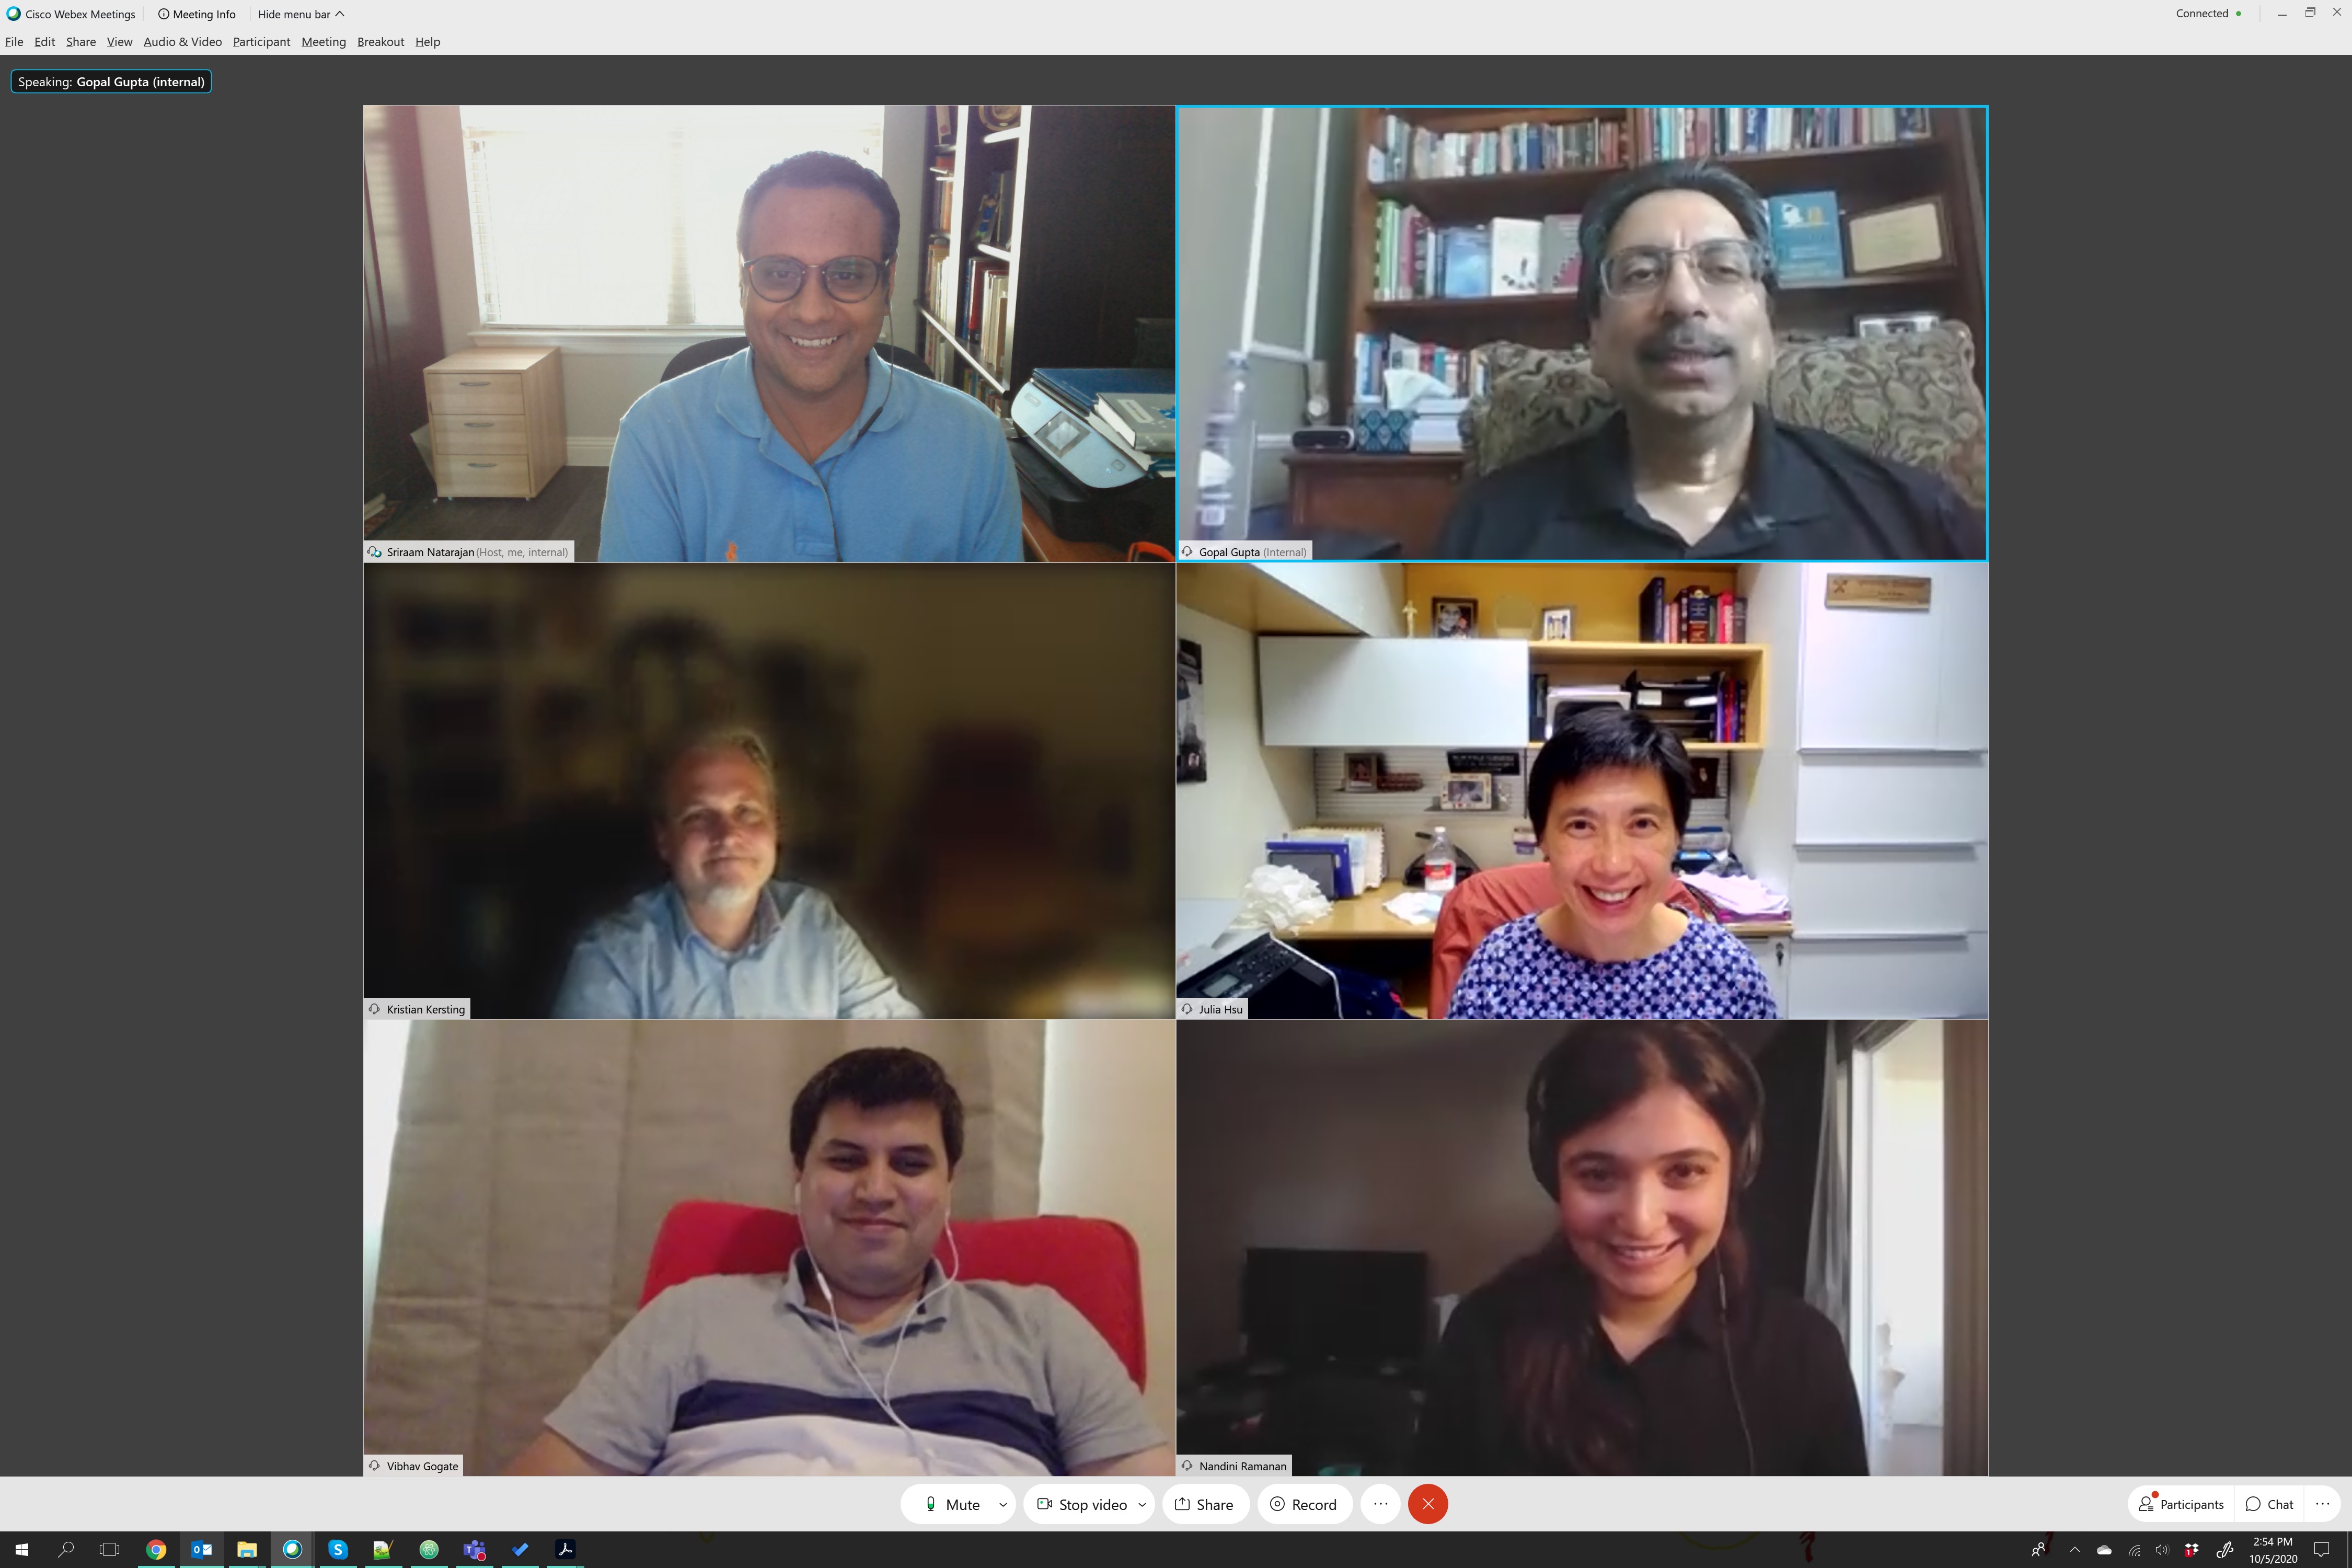 Cisco Webex Meetings
Meeting Info
Hide menu bar
Connected
File Edit Share View Audio & Video Participant Meeting Breakout Help
Speaking: Gopal Gupta (internal)
Sriraam Natarajan (Host, me, internal)
Gopal Gupta (Internal)
Kristian Kersting
Julia Hsu
Vibhav Gogate
Nandini Ramanan
Mute
Stop video
Share
Record
Participants
Chat
2:54 PM
10/5/2020